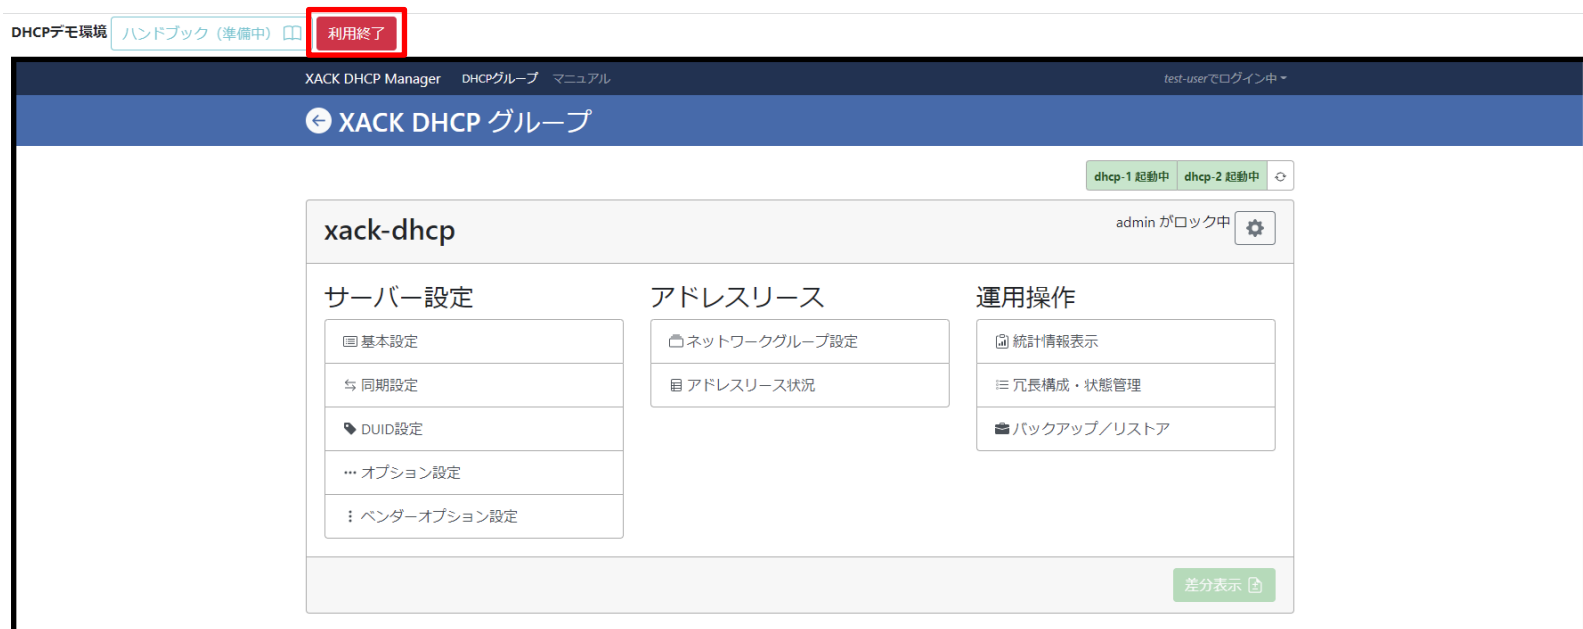 DHCPデモ環境 ハンドブック（準備中） 利用終了
XACK DHCP Manager DHCPグループ マニュアル test-userでログイン中
XACK DHCP グループ
dhcp-1 起動中 dhcp-2 起動中
xack-dhcp admin がロック中
サーバー設定
基本設定
同期設定
DUID設定
オプション設定
ベンダーオプション設定
アドレスリース
ネットワークグループ設定
アドレスリース状況
運用操作
統計情報表示
冗長構成・状態管理
バックアップ／リストア
差分表示